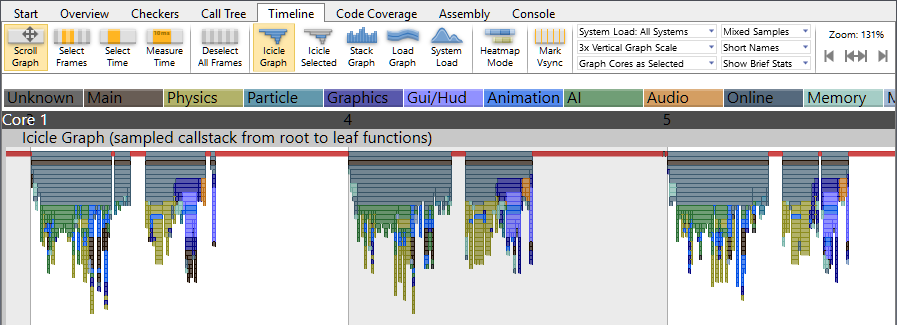 Start Overview Checkers Call Tree Timeline Code Coverage Assembly Console
Scroll Graph
Select Frames
Select Time
10ms
Measure Time
Deselect All Frames
Icicle Graph
Icicle Selected
Stack Graph
Load Graph
System Load
Heatmap Mode
Mark Vsync
System Load: All Systems
3x Vertical Graph Scale
Graph Cores as Selected
Mixed Samples
Short Names
Show Brief Stats
Zoom: 131%
Unknown Main Physics Particle Graphics Gui/Hud Animation AI Audio Online Memory
Core 1 4 5
Icicle Graph (sampled callstack from root to leaf functions)